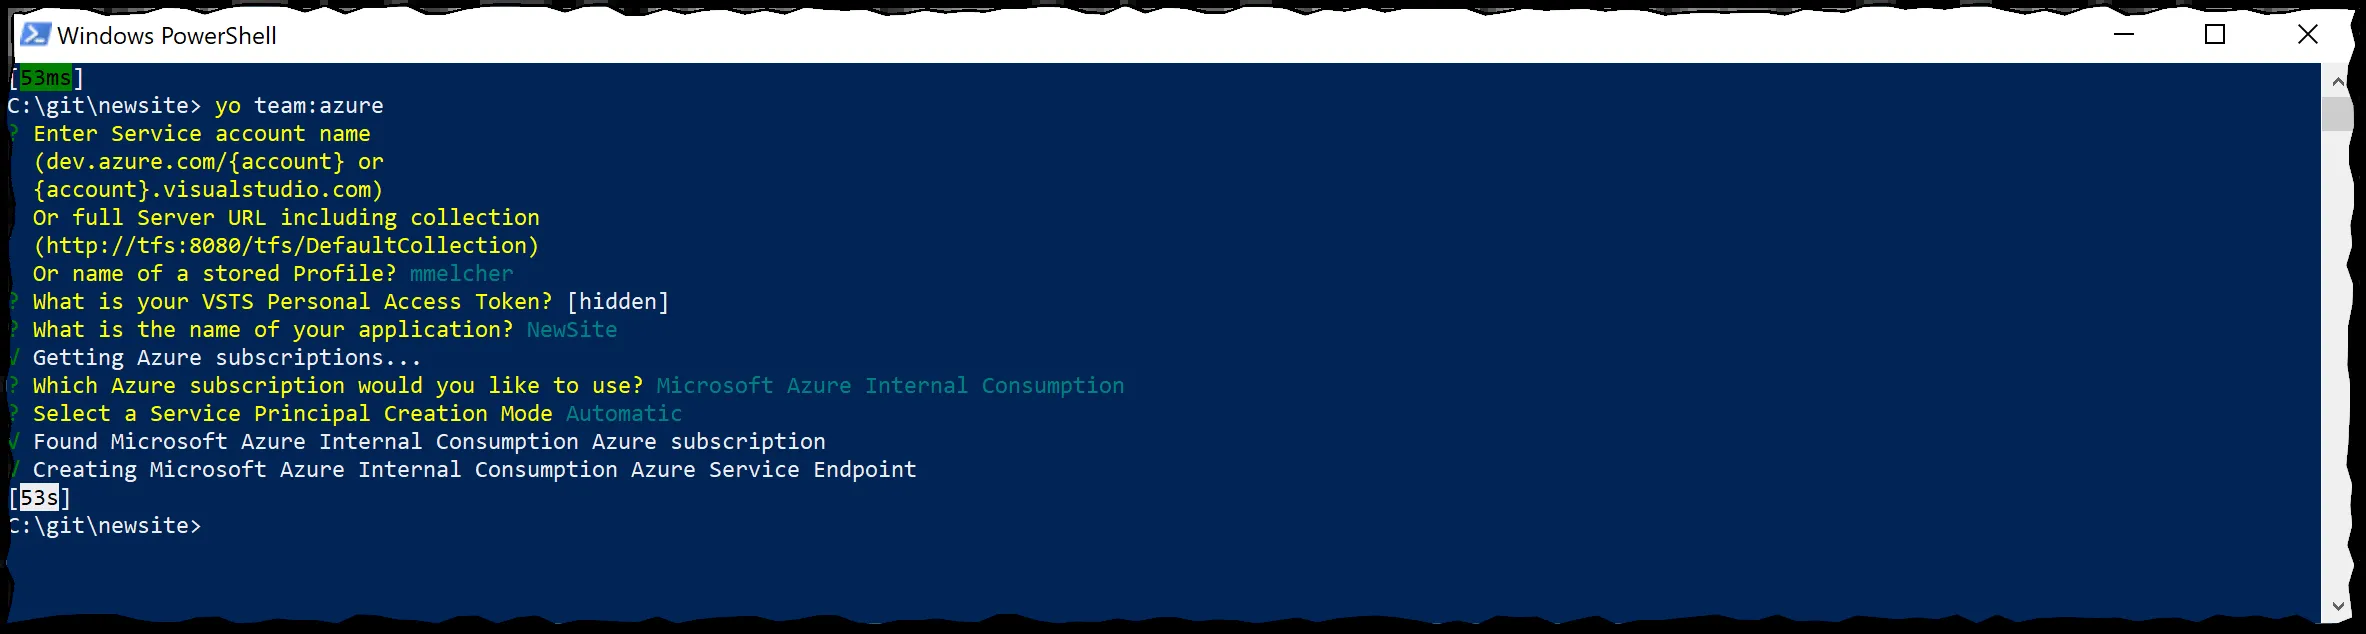 Windows PowerShell
[53ms]
C:\git\newsite> yo team:azure
? Enter Service account name
(dev.azure.com/{account} or
{account}.visualstudio.com)
Or full Server URL including collection
(http://tfs:8080/tfs/DefaultCollection)
Or name of a stored Profile? mmelcher
? What is your VSTS Personal Access Token? [hidden]
? What is the name of your application? NewSite
√ Getting Azure subscriptions...
? Which Azure subscription would you like to use? Microsoft Azure Internal Consumption
? Select a Service Principal Creation Mode Automatic
√ Found Microsoft Azure Internal Consumption Azure subscription
√ Creating Microsoft Azure Internal Consumption Azure Service Endpoint
[53s]
C:\git\newsite>